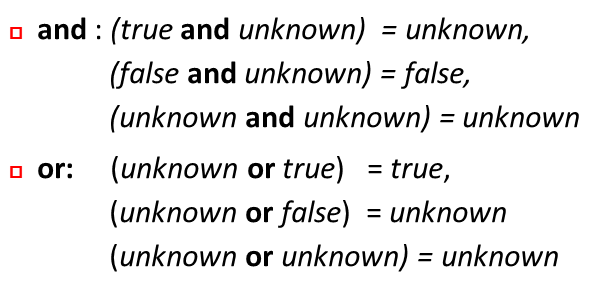 and : (true and unknown) = unknown,
(false and unknown) = false,
(unknown and unknown) = unknown
or: (unknown or true) = true,
(unknown or false) = unknown
(unknown or unknown) = unknown